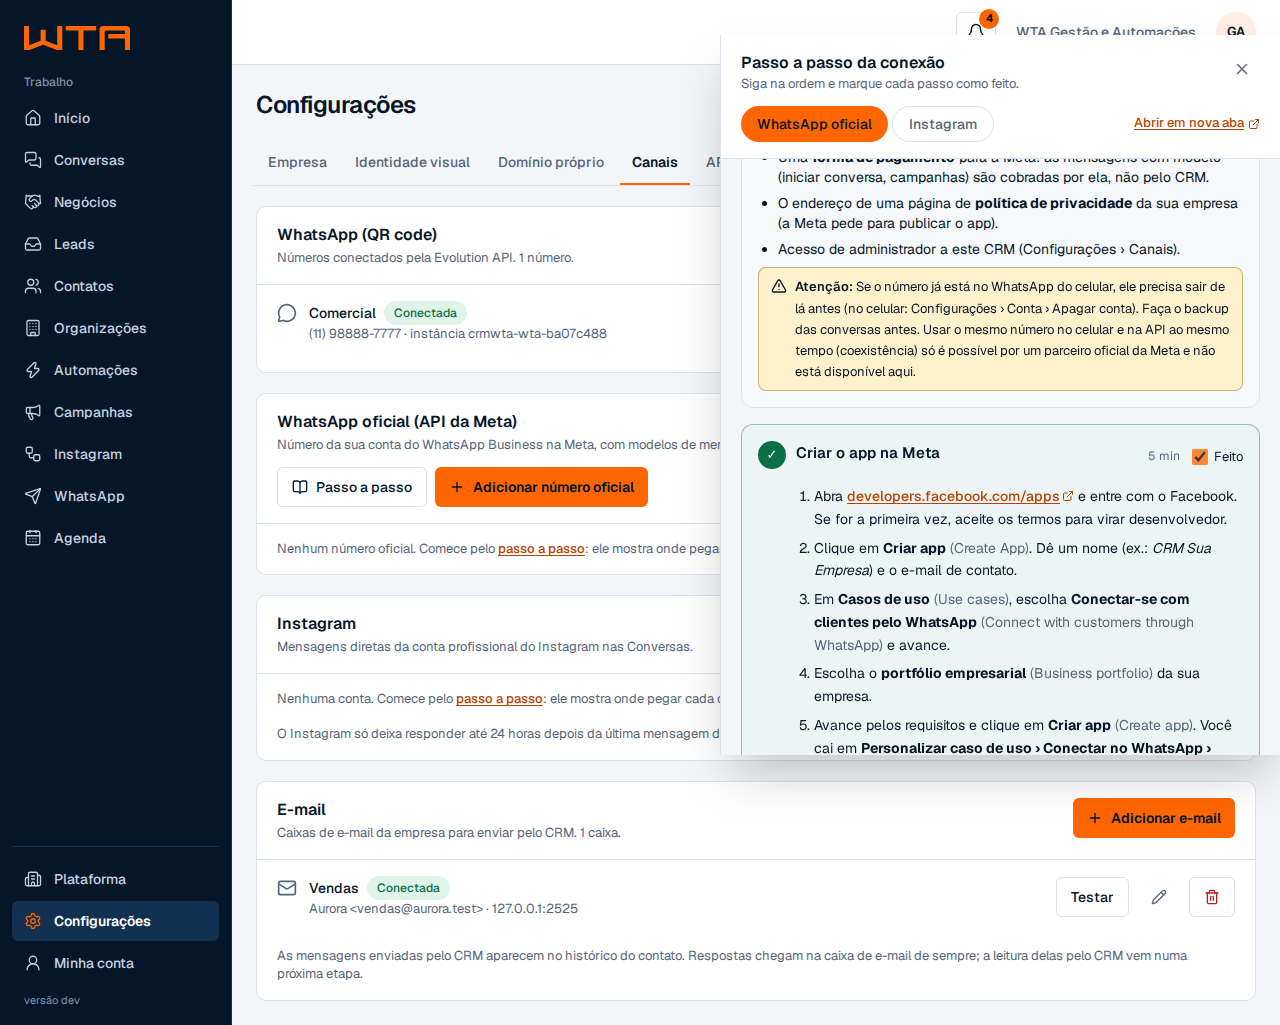 WTA
Trabalho
Início
Conversas
Negócios
Leads
Contatos
Organizações
Automações
Campanhas
Instagram
WhatsApp
Agenda
Plataforma
Configurações
Minha conta
versão dev
4
WTA Gestão e Automações
GA
Configurações
Empresa
Identidade visual
Domínio próprio
Canais
WhatsApp (QR code)
Números conectados pela Evolution API. 1 número.
Comercial
Conectada
(11) 98888-7777 · instância crmwta-wta-ba07c488
WhatsApp oficial (API da Meta)
Número da sua conta do WhatsApp Business na Meta, com modelos de
Passo a passo
Adicionar número oficial
Nenhum número oficial. Comece pelo passo a passo: ele mostra onde
Instagram
Mensagens diretas da conta profissional do Instagram nas Conversas.
Nenhuma conta. Comece pelo passo a passo: ele mostra onde pegar cada
O Instagram só deixa responder até 24 horas depois da última mensagem
E-mail
Caixas de e-mail da empresa para enviar pelo CRM. 1 caixa.
Adicionar e-mail
Vendas
Conectada
Aurora <vendas@aurora.test> · 127.0.0.1:2525
Testar
As mensagens enviadas pelo CRM aparecem no histórico do contato. Respostas chegam na caixa de e-mail de sempre; a leitura delas pelo CRM vem numa
próxima etapa.
Passo a passo da conexão
Siga na ordem e marque cada passo como feito.
WhatsApp oficial
Instagram
Abrir em nova aba
Uma forma de pagamento para a Meta: as mensagens com modelo
(iniciar conversa, campanhas) são cobradas por ela, não pelo CRM.
O endereço de uma página de política de privacidade da sua empresa
(a Meta pede para publicar o app).
Acesso de administrador a este CRM (Configurações › Canais).
Atenção: Se o número já está no WhatsApp do celular, ele precisa sair de
lá antes (no celular: Configurações › Conta › Apagar conta). Faça o backup
das conversas antes. Usar o mesmo número no celular e na API ao mesmo
tempo (coexistência) só é possível por um parceiro oficial da Meta e não
está disponível aqui.
✓ Criar o app na Meta
5 min
Feito
1. Abra developers.facebook.com/apps e entre com o Facebook.
Se for a primeira vez, aceite os termos para virar desenvolvedor.
2. Clique em Criar app (Create App). Dê um nome (ex.: CRM Sua
Empresa) e o e-mail de contato.
3. Em Casos de uso (Use cases), escolha Conectar-se com
clientes pelo WhatsApp (Connect with customers through
WhatsApp) e avance.
4. Escolha o portfólio empresarial (Business portfolio) da sua
empresa.
5. Avance pelos requisitos e clique em Criar app (Create app). Você
cai em Personalizar caso de uso › Conectar no WhatsApp ›